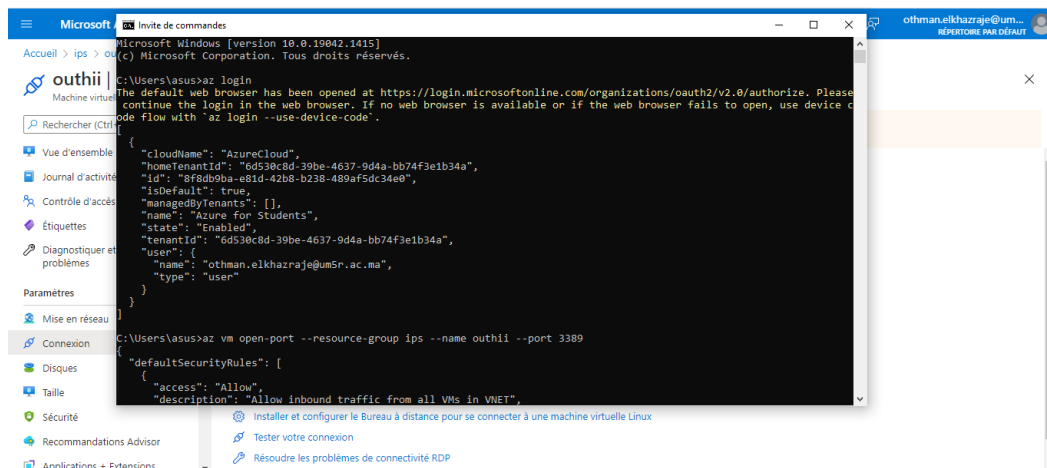 Microsoft
othman.elkhazraje@um...
RÉPERTOIRE PAR DÉFAUT
Accueil > ips >
outhii |
Machine virtuel
Rechercher (Ctrl
Vue d'ensemble
Journal d'activité
Contrôle d'accès
Étiquettes
Diagnostiquer et
problèmes
Paramètres
Mise en réseau
Connexion
Disques
Taille
Sécurité
Recommandations Advisor
Applications + Extensions
Invite de commandes
Microsoft Windows [version 10.0.19042.1415]
(c) Microsoft Corporation. Tous droits réservés.
C:\Users\asus>az login
The default web browser has been opened at https://login.microsoftonline.com/organizations/oauth2/v2.0/authorize. Please
continue the login in the web browser. If no web browser is available or if the web browser fails to open, use device c
ode flow with `az login --use-device-code`.
[
{
"cloudName": "AzureCloud",
"homeTenantId": "6d530c8d-39be-4637-9d4a-bb74f3e1b34a",
"id": "8f8db9ba-e81d-42b8-b238-489af5dc34e0",
"isDefault": true,
"managedByTenants": [],
"name": "Azure for Students",
"state": "Enabled",
"tenantId": "6d530c8d-39be-4637-9d4a-bb74f3e1b34a",
"user": {
"name": "othman.elkhazraje@um5r.ac.ma",
"type": "user"
}
}
]
C:\Users\asus>az vm open-port --resource-group ips --name outhii --port 3389
{
"defaultSecurityRules": [
{
"access": "Allow",
"description": "Allow inbound traffic from all VMs in VNET",
Installer et configurer le Bureau à distance pour se connecter à une machine virtuelle Linux
Tester votre connexion
Résoudre les problèmes de connectivité RDP